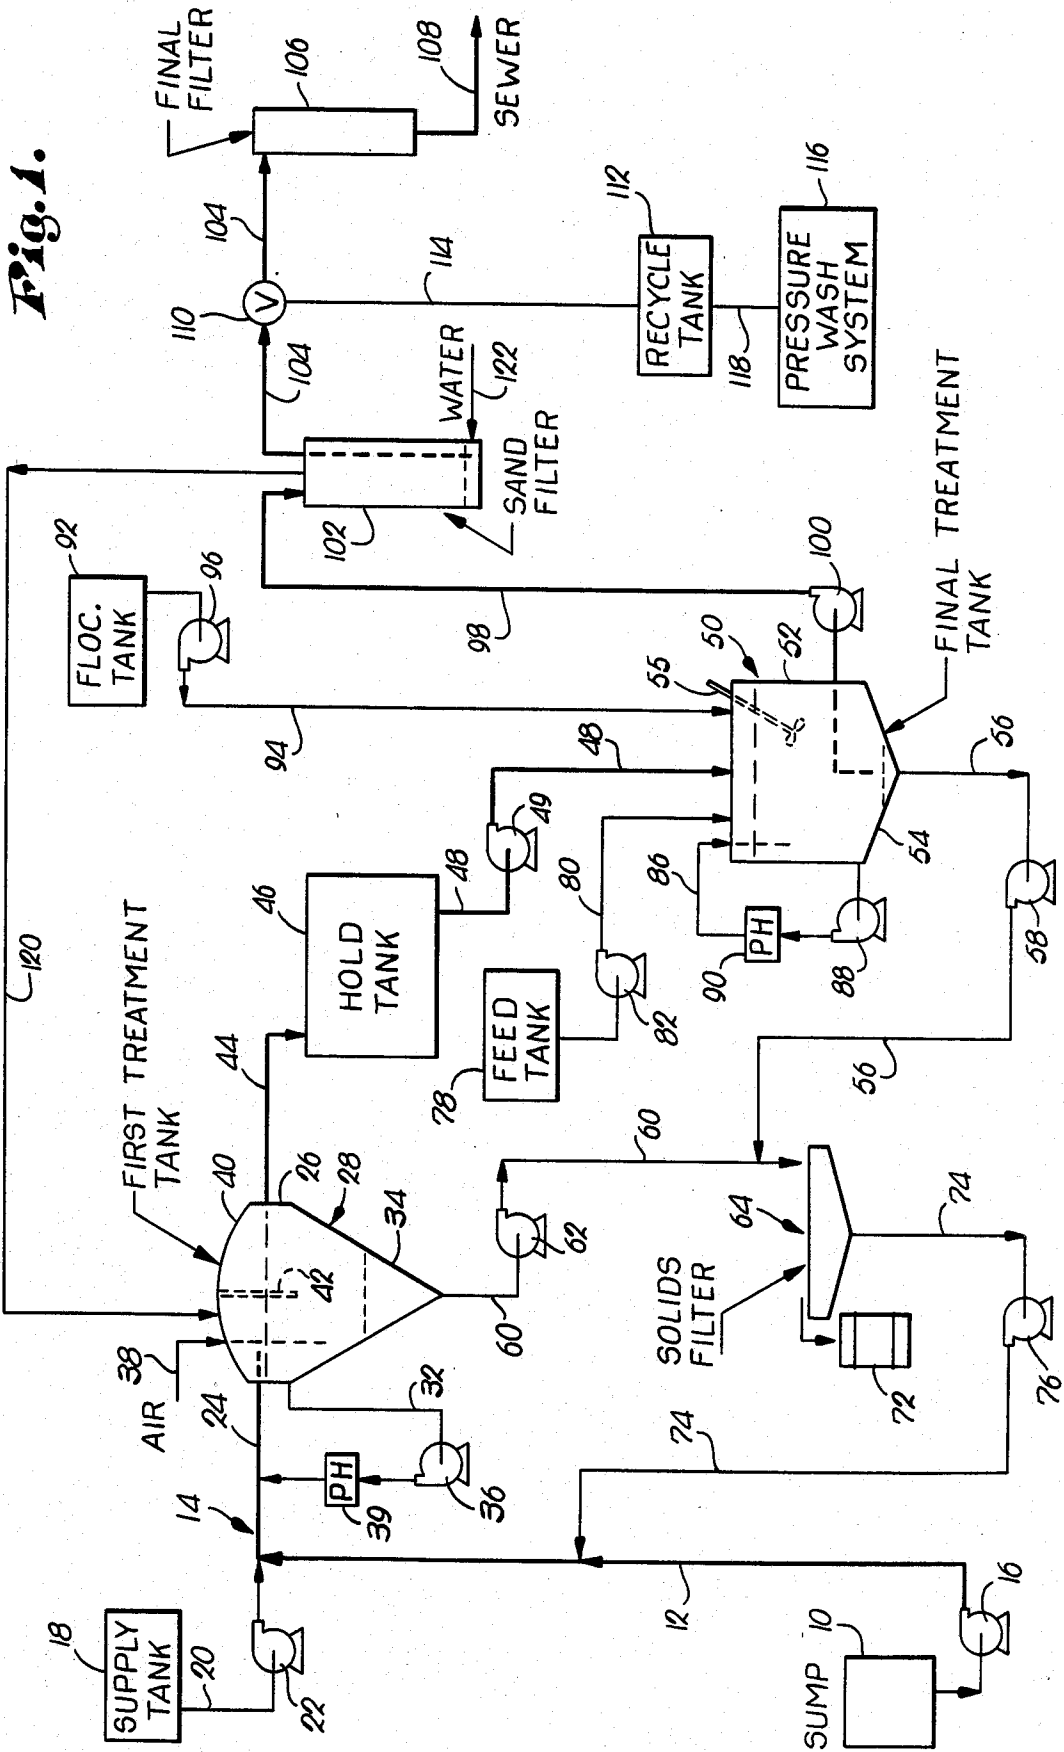 Fig. 1.
FINAL
FILTER
106
108
SEWER
104
110
V
104
114
112
RECYCLE
TANK
118
116
PRESSURE
WASH
SYSTEM
WATER
122
SAND
FILTER
102
120
92
FLOC.
TANK
96
94
98
100
50
52
55
FINAL TREATMENT
TANK
54
56
58
56
48
49
48
46
HOLD
TANK
44
80
82
78
FEED
TANK
86
PH
90
88
FIRST TREATMENT
TANK
40
26
28
34
42
AIR
38
24
14
32
PH
39
36
60
62
60
64
SOLIDS
FILTER
72
74
76
74
18
SUPPLY
TANK
20
22
12
SUMP
10
16